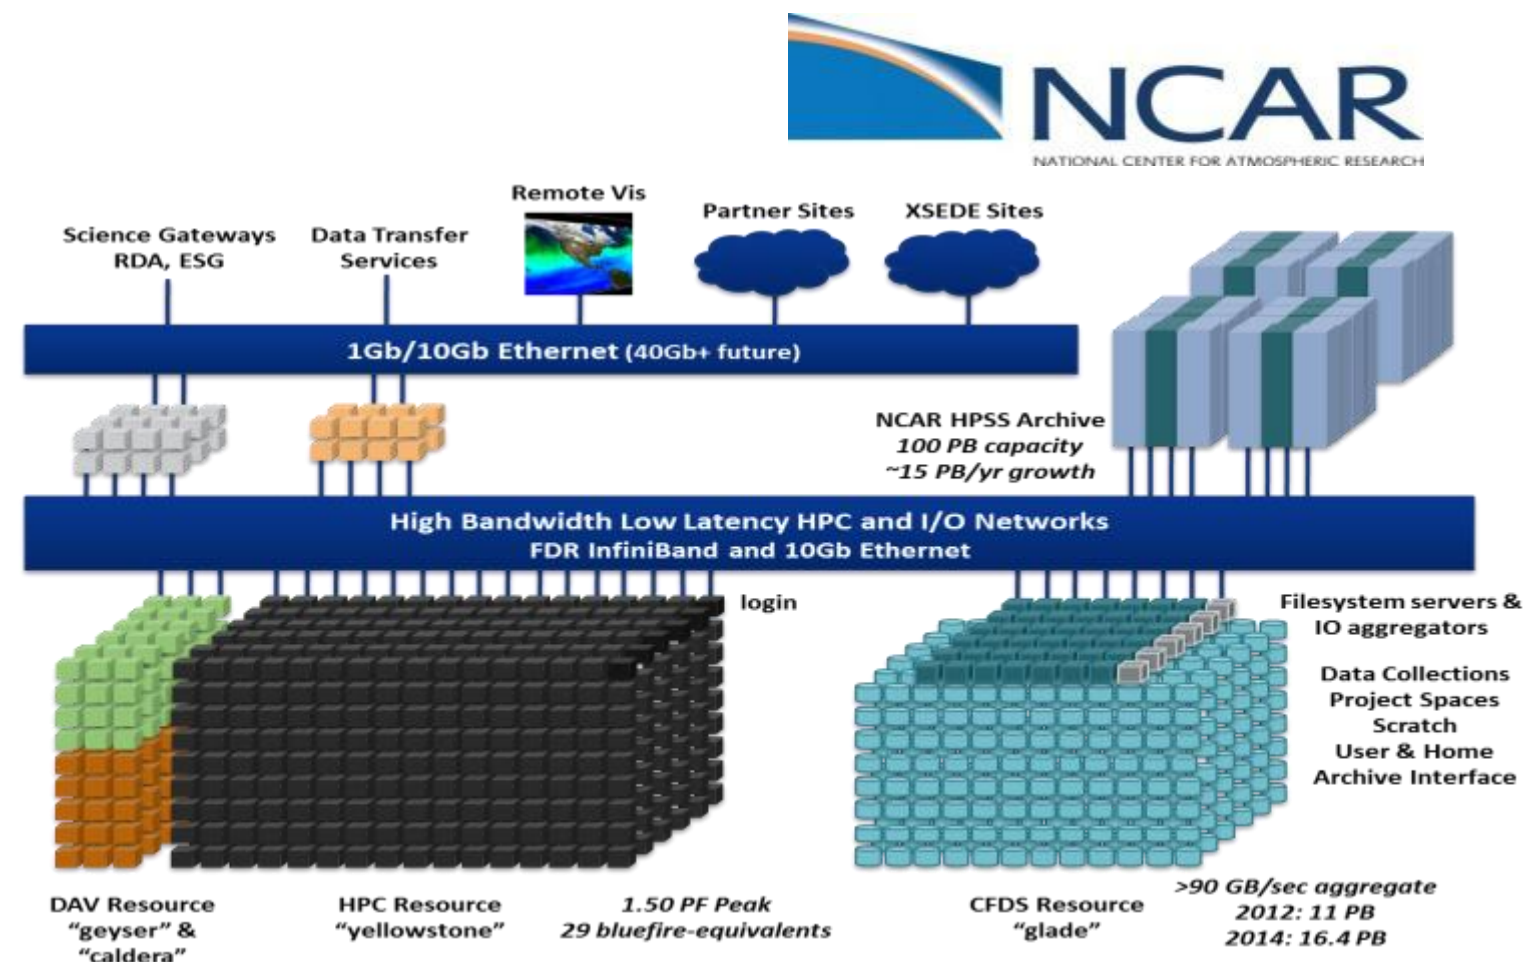 NCAR
NATIONAL CENTER FOR ATMOSPHERIC RESEARCH
Remote Vis
Partner Sites
XSEDE Sites
Science Gateways
RDA, ESG
Data Transfer
Services
1Gb/10Gb Ethernet (40Gb+ future)
NCAR HPSS Archive
100 PB capacity
~15 PB/yr growth
High Bandwidth Low Latency HPC and I/O Networks
FDR InfiniBand and 10Gb Ethernet
login
Filesystem servers &
IO aggregators
Data Collections
Project Spaces
Scratch
User & Home
Archive Interface
DAV Resource
“geyser” &
“caldera”
HPC Resource
“yellowstone”
1.50 PF Peak
29 bluefire-equivalents
CFDS Resource
“glade”
>90 GB/sec aggregate
2012: 11 PB
2014: 16.4 PB